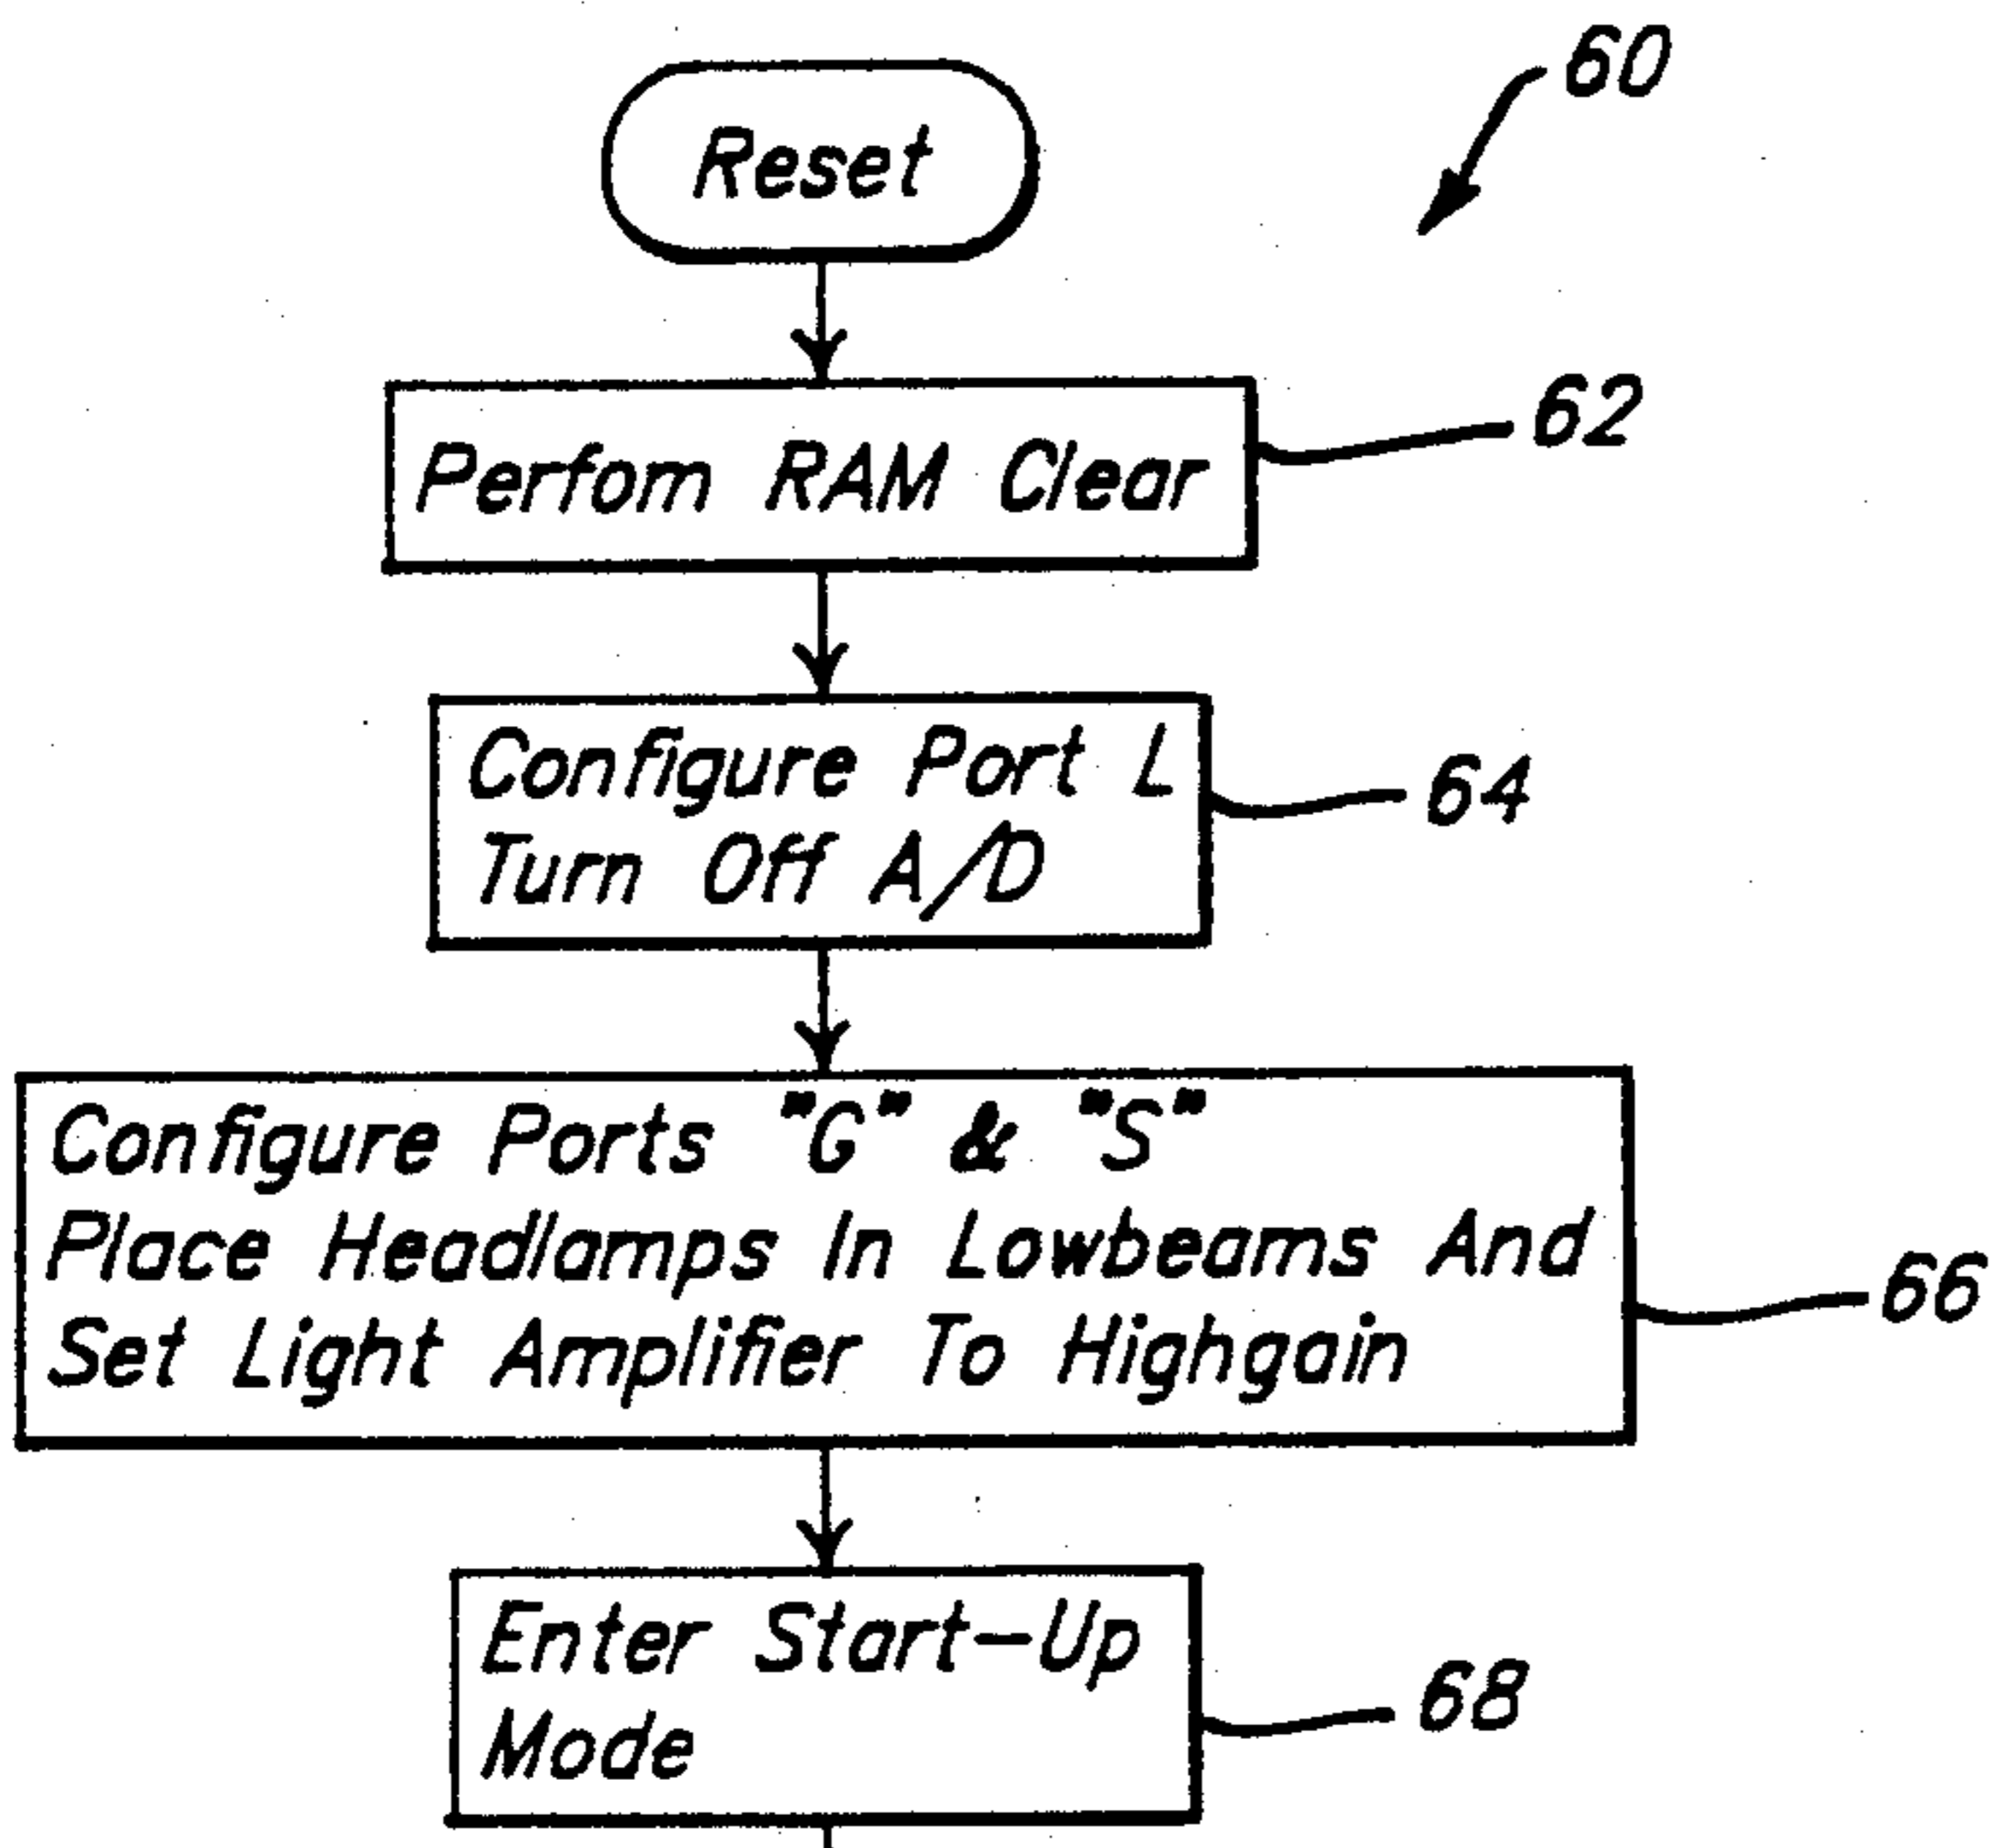 60
Reset
Perfom RAM Clear
62
Configure Port L
Turn Off A/D
64
Configure Ports "G" & "S"
Place Headlamps In Lowbeams And
Set Light Amplifier To Highgain
66
Enter Start-Up
Mode
68